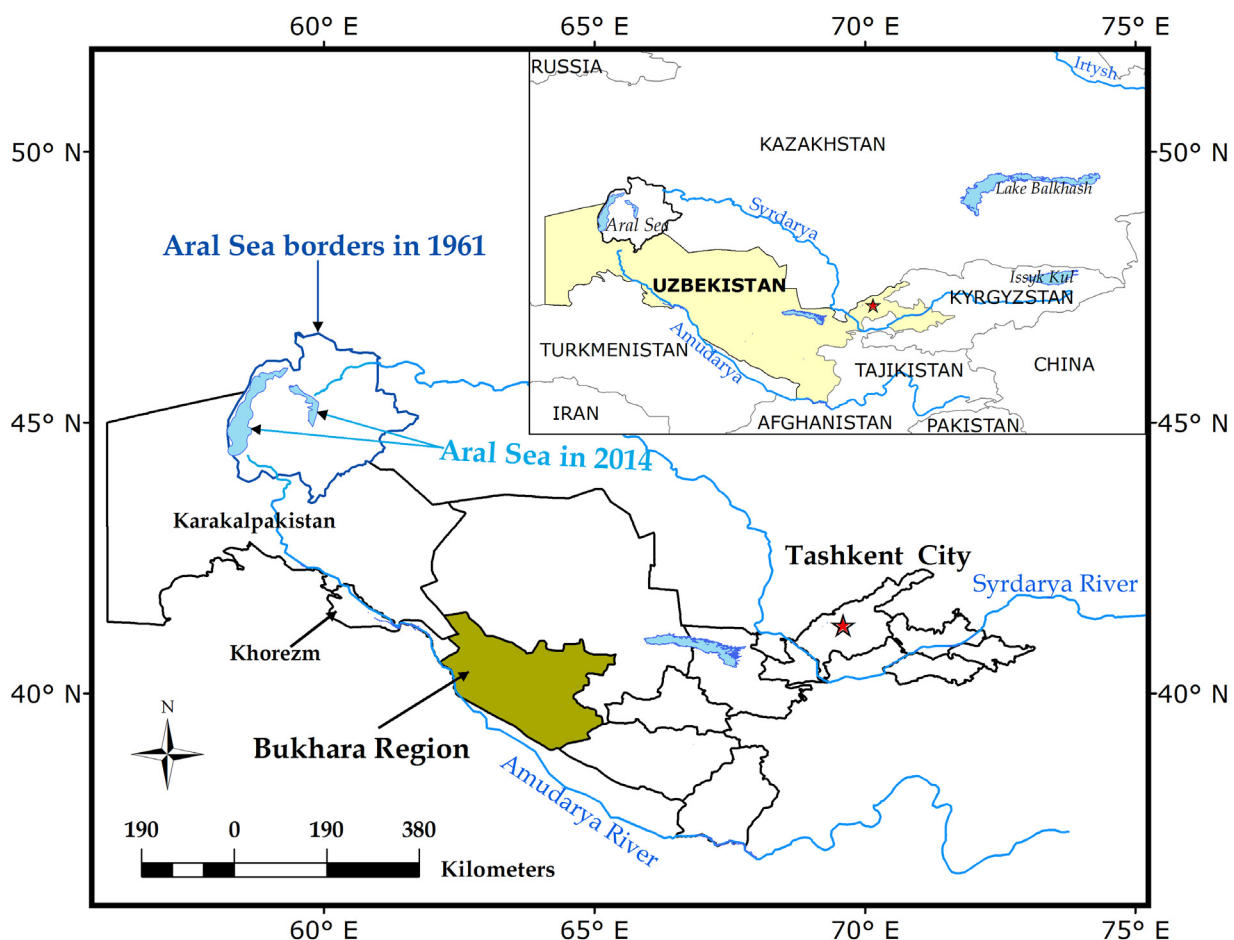 60° E 65° E 70° E 75° E
RUSSIA
Irtysh
50° N
50° N
KAZAKHSTAN
Lake Balkhash
Syrdarya
Aral Sea
Aral Sea borders in 1961
Issyk Kul
UZBEKISTAN
KYRGYZSTAN
Amudarya
TURKMENISTAN
CHINA
TAJIKISTAN
IRAN
AFGHANISTAN
PAKISTAN
45° N
45° N
Aral Sea in 2014
Karakalpakistan
Tashkent City
Syrdarya River
Khorezm
40° N
40° N
N
Bukhara Region
Amudarya River
190 0 190 380
Kilometers
60° E 65° E 70° E 75° E